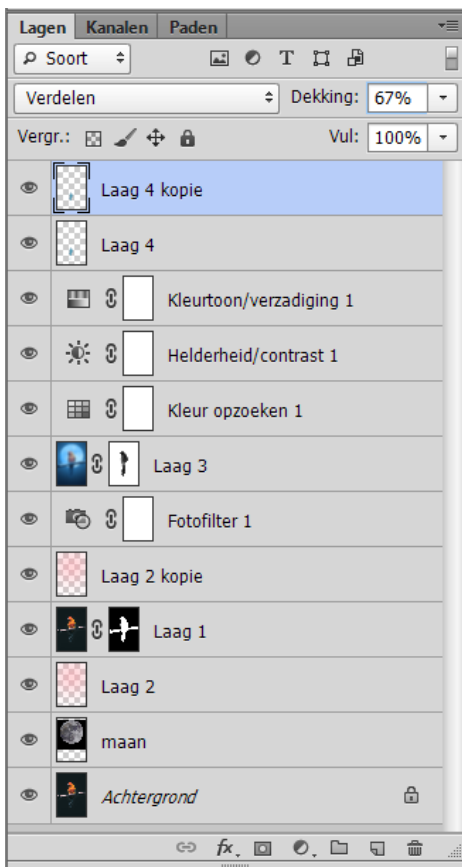 Lagen Kanalen Paden
Soort T
Verdelen Dekking: 67%
Vergr.: Vul: 100%
Laag 4 kopie
Laag 4
Kleurtoon/verzadiging 1
Helderheid/contrast 1
Kleur opzoeken 1
Laag 3
Fotofilter 1
Laag 2 kopie
Laag 1
Laag 2
maan
Achtergrond
fx